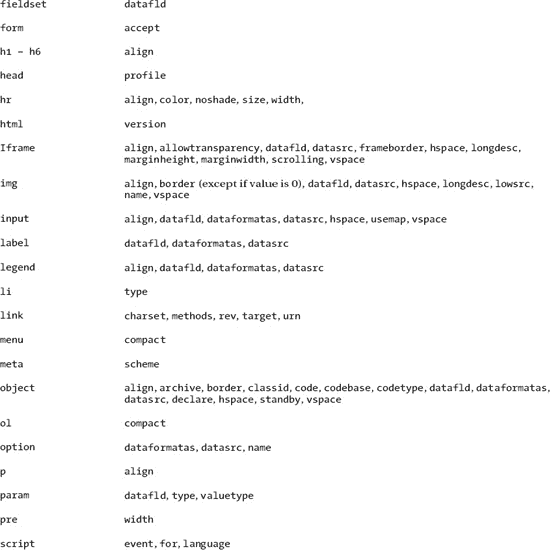 fieldset datafld
form accept
h1 – h6 align
head profile
hr align, color, noshade, size, width,
html version
Iframe align, allowtransparency, datafld, datasrc, frameborder, hspace, longdesc,
marginheight, marginwidth, scrolling, vspace
img align, border (except if value is 0), datafld, datasrc, hspace, longdesc, lowsrc,
name, vspace
input align, datafld, dataformatas, datasrc, hspace, usemap, vspace
label datafld, dataformatas, datasrc
legend align, datafld, dataformatas, datasrc
li type
link charset, methods, rev, target, urn
menu compact
meta scheme
object align, archive, border, classid, code, codebase, codetype, datafld, dataformatas,
datasrc, declare, hspace, standby, vspace
ol compact
option dataformatas, datasrc, name
p align
param datafld, type, valuetype
pre width
script event, for, language